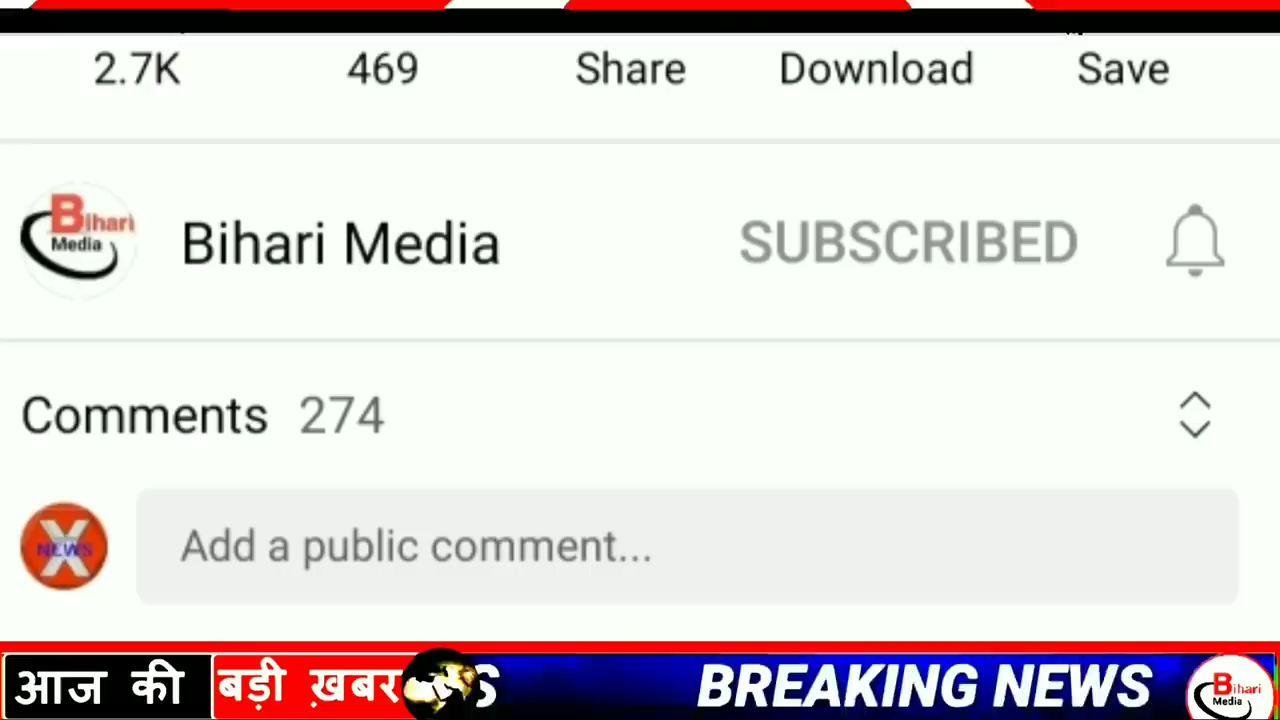 2.7K 469 Share Download Save
Bihari Media
Bihari Media SUBSCRIBED
Comments 274
NEWS X
Add a public comment...
आज की बड़ी ख़बर S BREAKING NEWS
Bihari Media